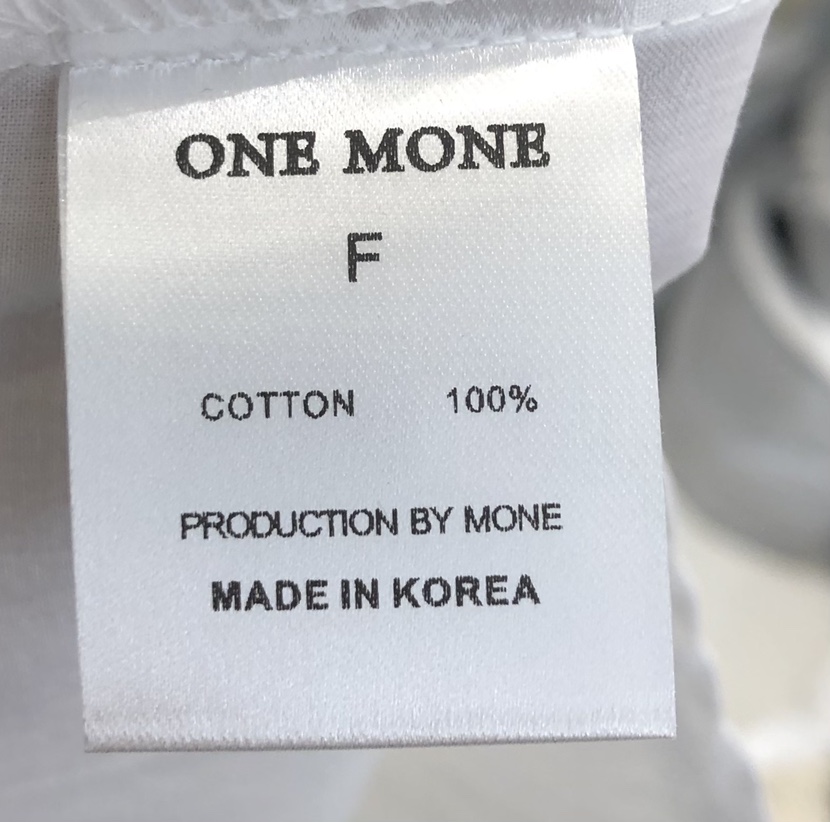 ONE MONE
F
COTTON 100%
PRODUCTION BY MONE
MADE IN KOREA